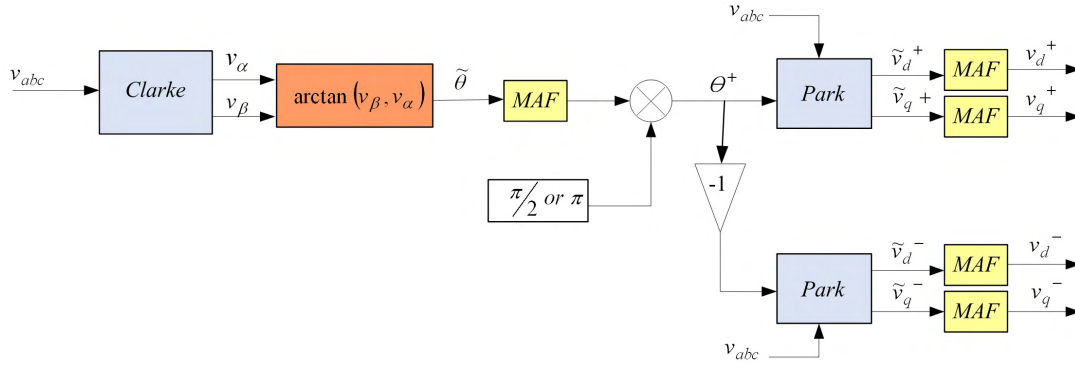 v_abc
Clarke
v_α
v_β
arctan(v_β, v_α)
θ̃
MAF
π/2 or π
θ⁺
-1
v_abc
Park
ṽ_d⁺
ṽ_q⁺
MAF
MAF
v_d⁺
v_q⁺
Park
v_abc
ṽ_d⁻
ṽ_q⁻
MAF
MAF
v_d⁻
v_q⁻